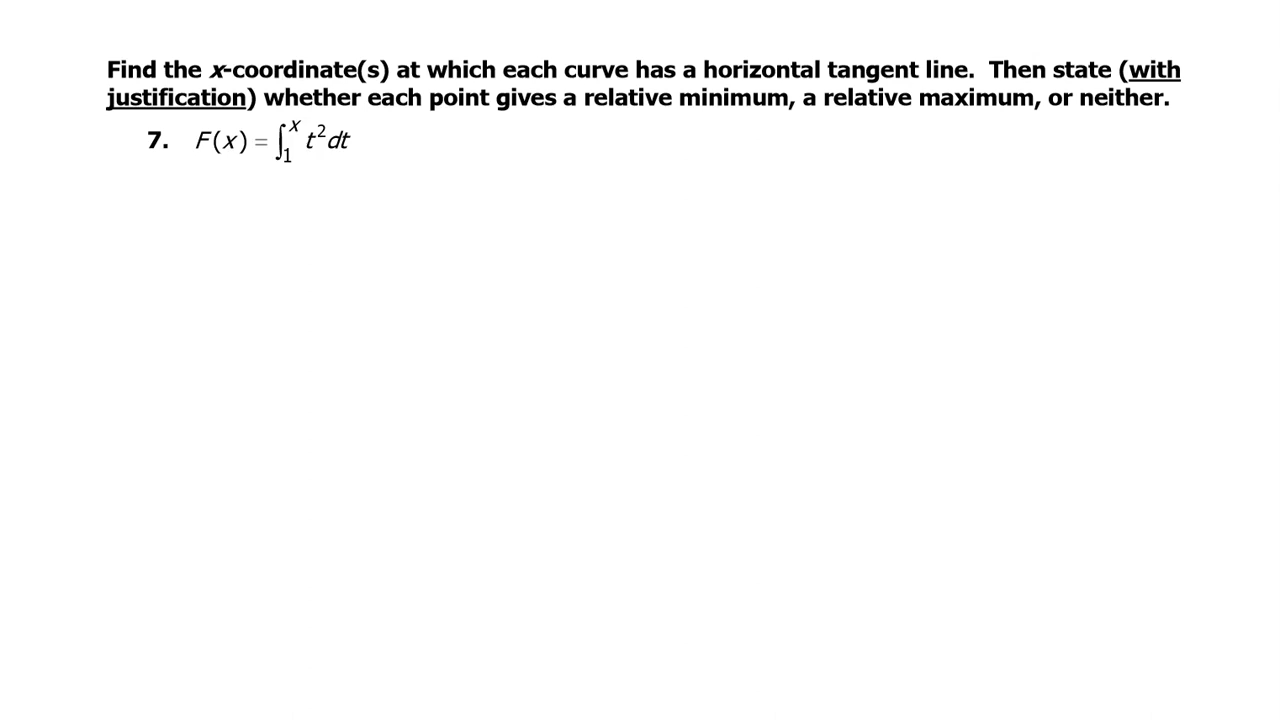 Find the x-coordinate(s) at which each curve has a horizontal tangent line. Then state (with
justification) whether each point gives a relative minimum, a relative maximum, or neither.
7. F(x) = ∫₁ˣ t²dt